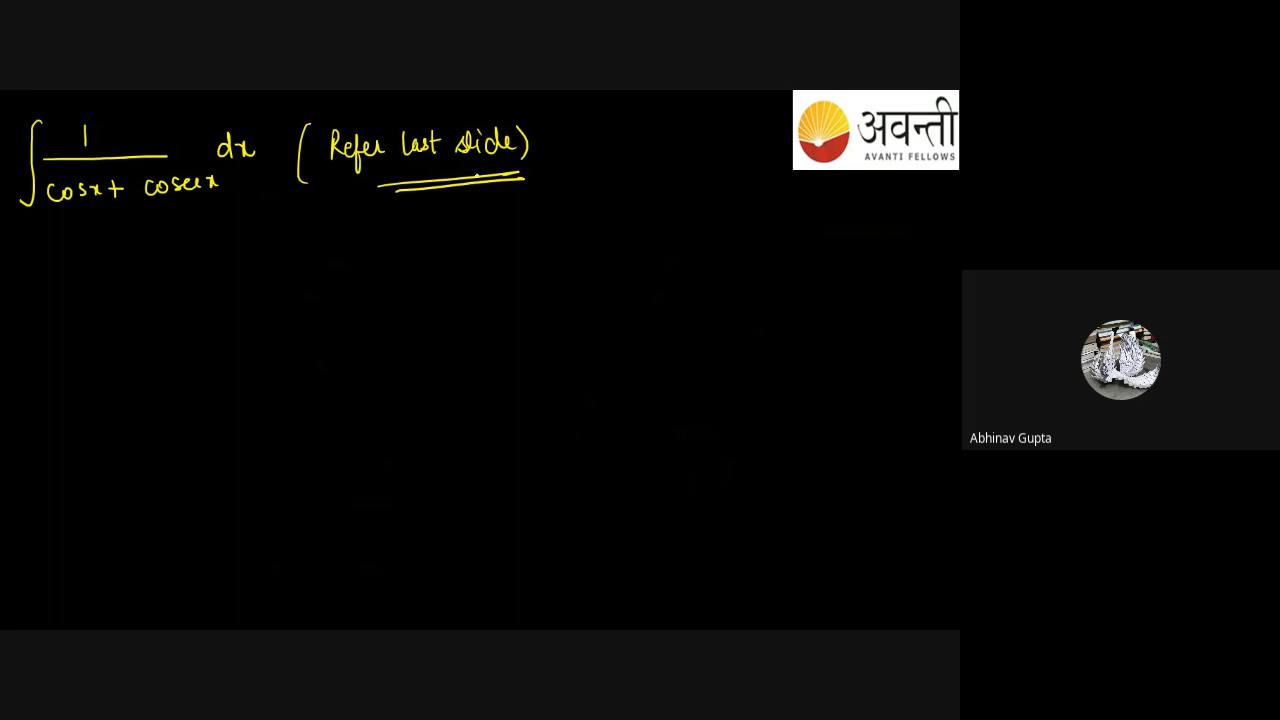 ∫ 1/(cosx + cosecx) dx (Refer last slide)
अवन्ती
AVANTI FELLOWS
Abhinav Gupta